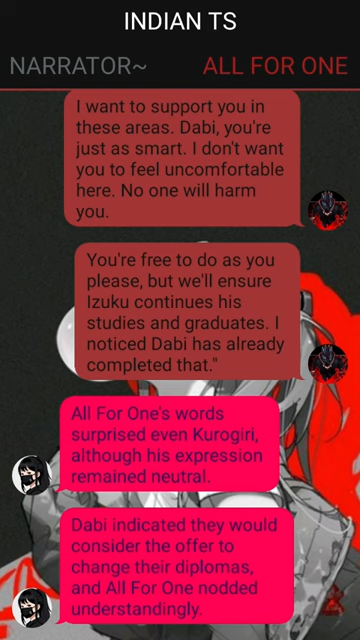 INDIAN TS
NARRATOR~ ALL FOR ONE
I want to support you in
these areas. Dabi, you're
just as smart. I don't want
you to feel uncomfortable
here. No one will harm
you.
You're free to do as you
please, but we'll ensure
Izuku continues his
studies and graduates. I
noticed Dabi has already
completed that."
All For One's words
surprised even Kurogiri,
although his expression
remained neutral.
Dabi indicated they would
consider the offer to
change their diplomas,
and All For One nodded
understandingly.